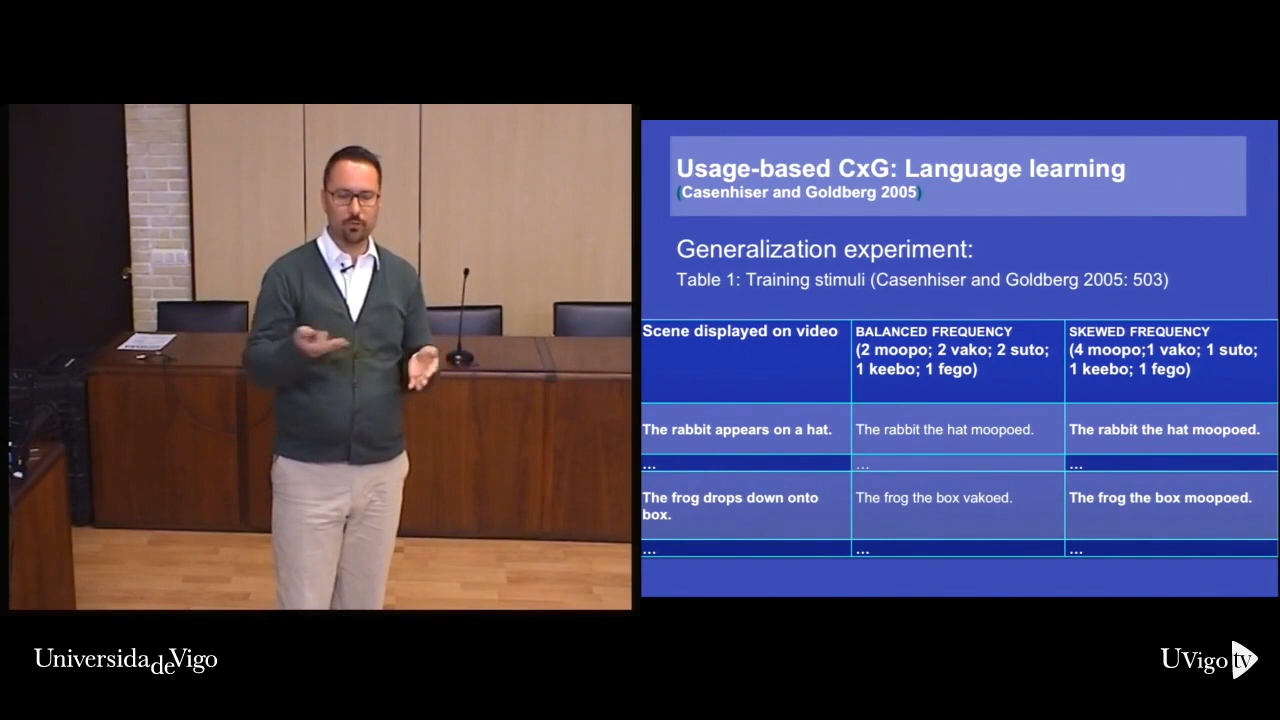 Usage-based CxG: Language learning
(Casenhiser and Goldberg 2005)
Generalization experiment:
Table 1: Training stimuli (Casenhiser and Goldberg 2005: 503)
Scene displayed on video
BALANCED FREQUENCY
(2 moopo; 2 vako; 2 suto;
1 keebo; 1 fego)
SKEWED FREQUENCY
(4 moopo;1 vako; 1 suto;
1 keebo; 1 fego)
The rabbit appears on a hat.
The rabbit the hat moopoed.
The rabbit the hat moopoed.
...
...
...
The frog drops down onto
box.
The frog the box vakoed.
The frog the box moopoed.
...
...
...
UniversidadeVigo
UVigo tv